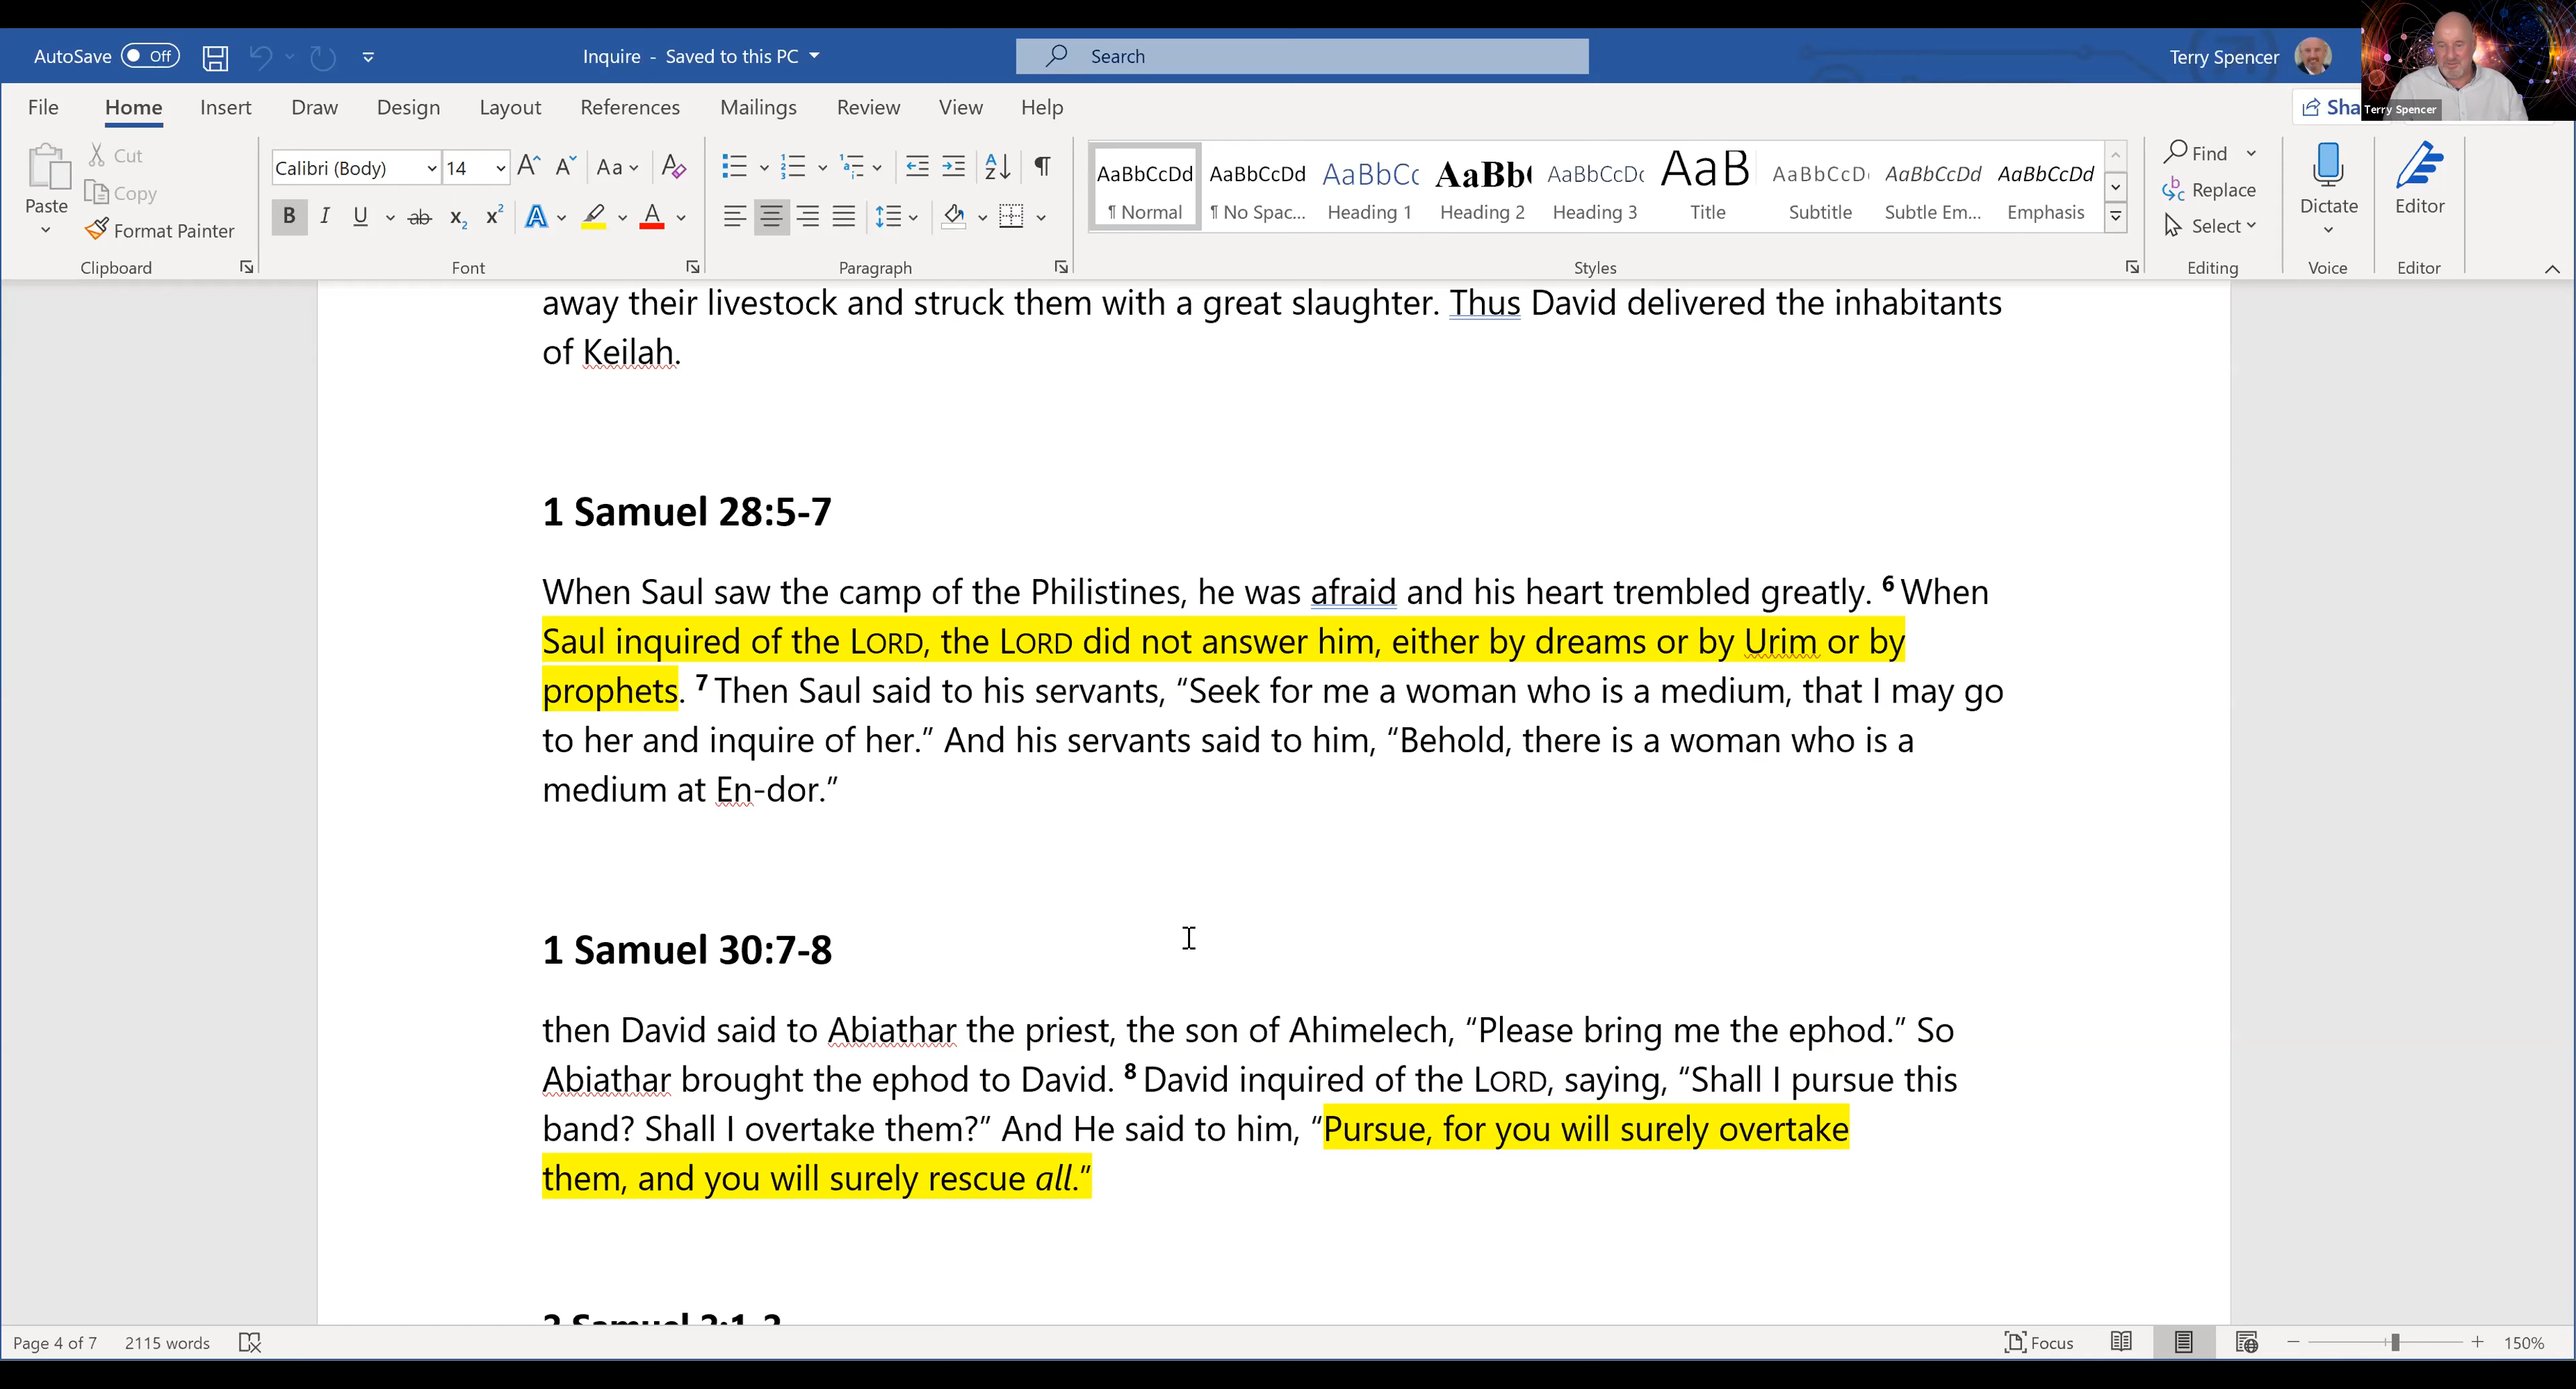 AutoSave Off Inquire - Saved to this PC Search Terry Spencer
Terry Spencer
File Home Insert Draw Design Layout References Mailings Review View Help Sha
Paste Cut Copy Format Painter
Clipboard
Calibri (Body) 14
Font
Paragraph
AaBbCcDd AaBbCcDd AaBbCc AaBb AaBbCcD AaB AaBbCcD AaBbCcDd AaBbCcDd
¶ Normal ¶ No Spac... Heading 1 Heading 2 Heading 3 Title Subtitle Subtle Em... Emphasis
Styles
Find
Replace
Select
Editing
Dictate
Voice
Editor
Editor
away their livestock and struck them with a great slaughter. Thus David delivered the inhabitants
of Keilah.
1 Samuel 28:5-7
When Saul saw the camp of the Philistines, he was afraid and his heart trembled greatly. 6 When
Saul inquired of the LORD, the LORD did not answer him, either by dreams or by Urim or by
prophets. 7 Then Saul said to his servants, “Seek for me a woman who is a medium, that I may go
to her and inquire of her.” And his servants said to him, “Behold, there is a woman who is a
medium at En-dor.”
1 Samuel 30:7-8
then David said to Abiathar the priest, the son of Ahimelech, “Please bring me the ephod.” So
Abiathar brought the ephod to David. 8 David inquired of the LORD, saying, “Shall I pursue this
band? Shall I overtake them?” And He said to him, “Pursue, for you will surely overtake
them, and you will surely rescue all.”
2 Samuel 2:1-2
Page 4 of 7 2115 words Focus 150%